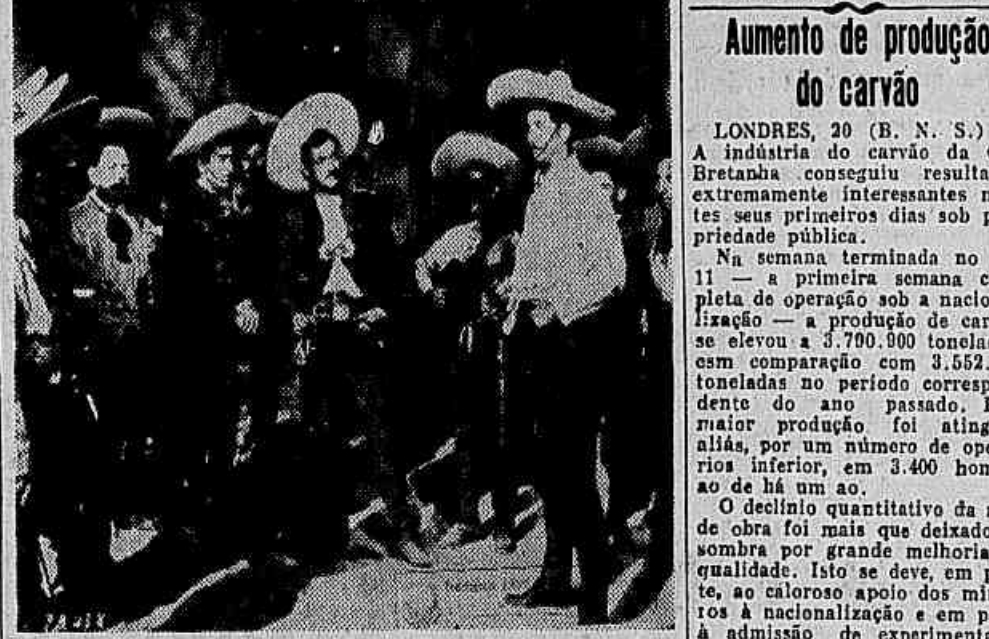 Aumento de produção
do carvão
LONDRES, 20 (B. N. S.)
A indústria do carvão da
Bretanha conseguiu resulta
extremamente interessantes n
tes seus primeiros dias sob p
priedade pública.
Na semana terminada no
11 — a primeira semana c
pleta de operação sob a nacio
lização — a produção de car
se elevou a 3.700.900 tonela
esm comparação com 3.552.
toneladas no período corresp
dente do ano passado.
maior produção foi ating
aliás, por um número de ope
rios inferior, em 3.400 hom
ao de há um ao.
O declínio quantitativo da
de obra foi mais que deixado
sombra por grande melhoria
qualidade. Isto se deve, em p
te, ao caloroso apoio dos mi
ros à nacionalização e em p
à admissão de experimenta